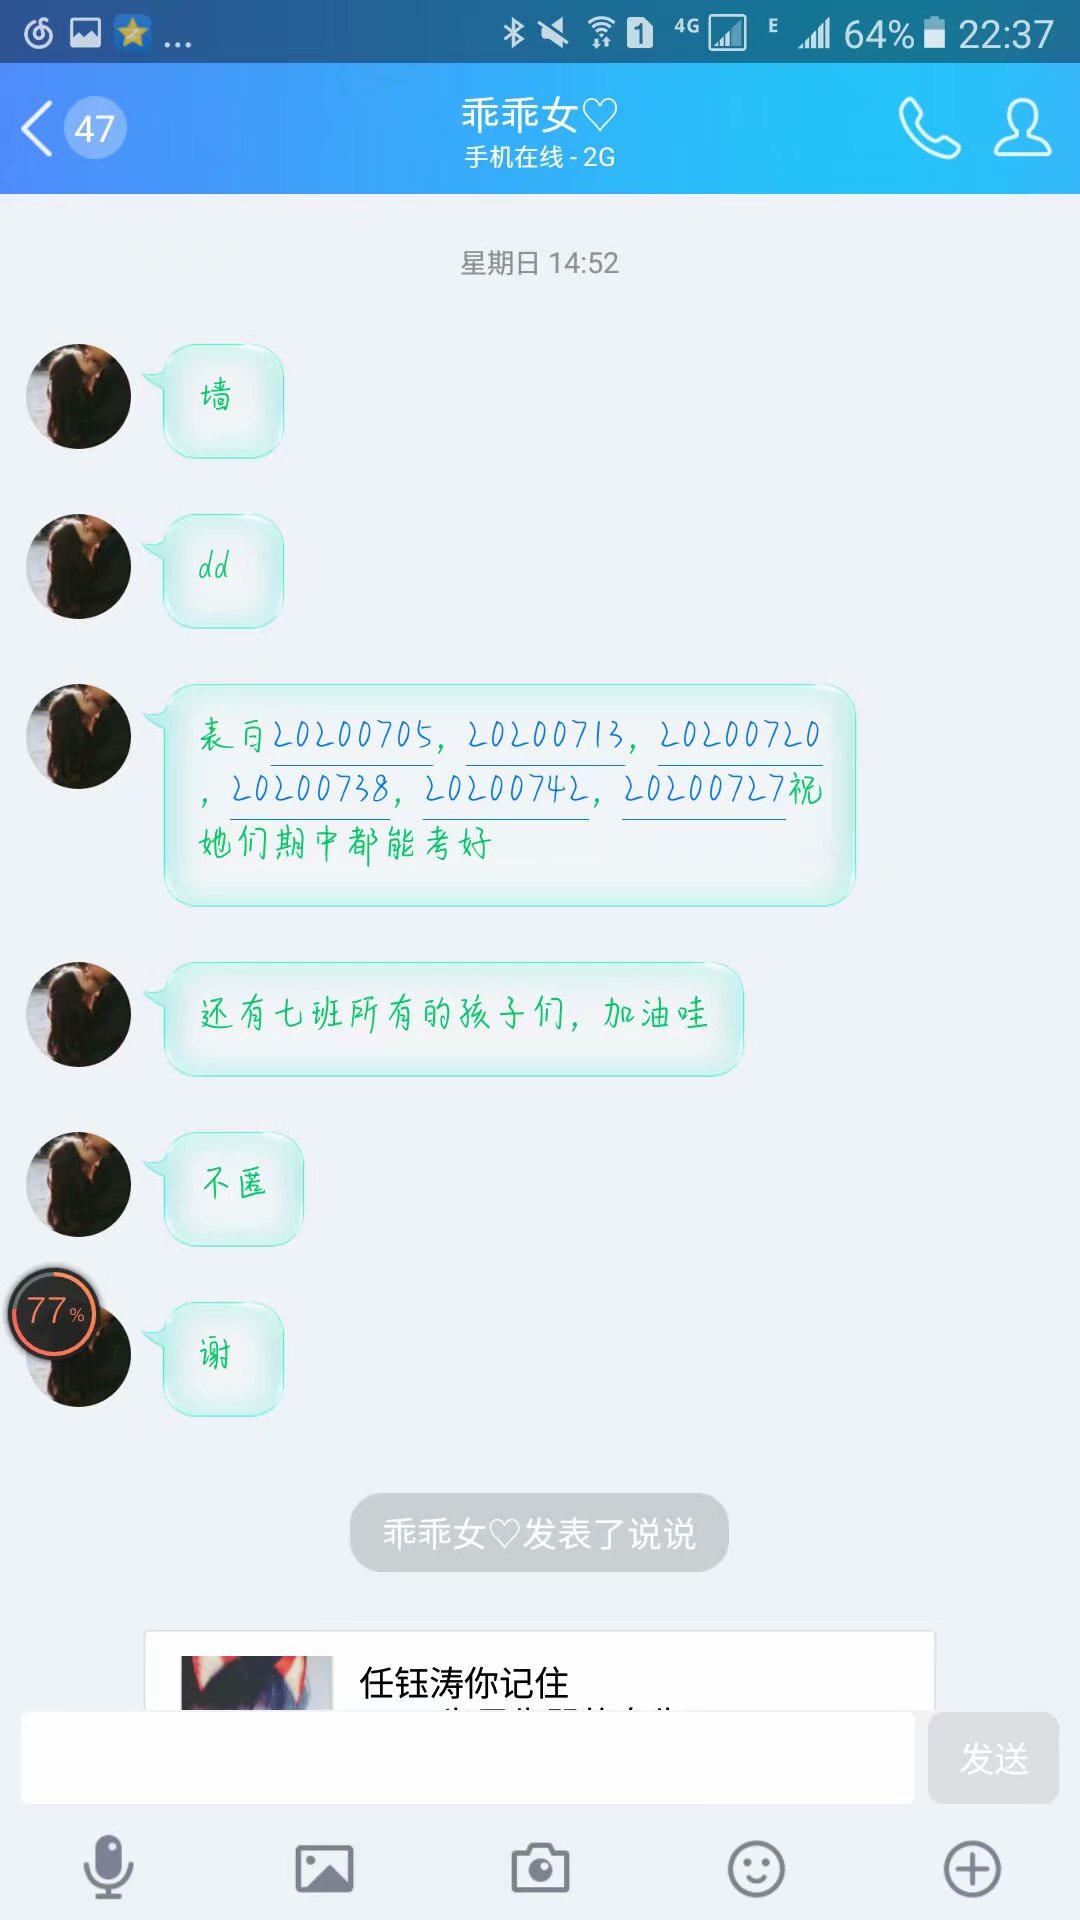 ... 1 4G E 64% 22:37
47
乖乖女♡
手机在线 - 2G
星期日 14:52
墙
dd
表白20200705，20200713，20200720
，20200738，20200742，20200727祝
她们期中都能考好
还有七班所有的孩子们，加油哇
不匿
77%
谢
乖乖女♡发表了说说
任钰涛你记住
发送